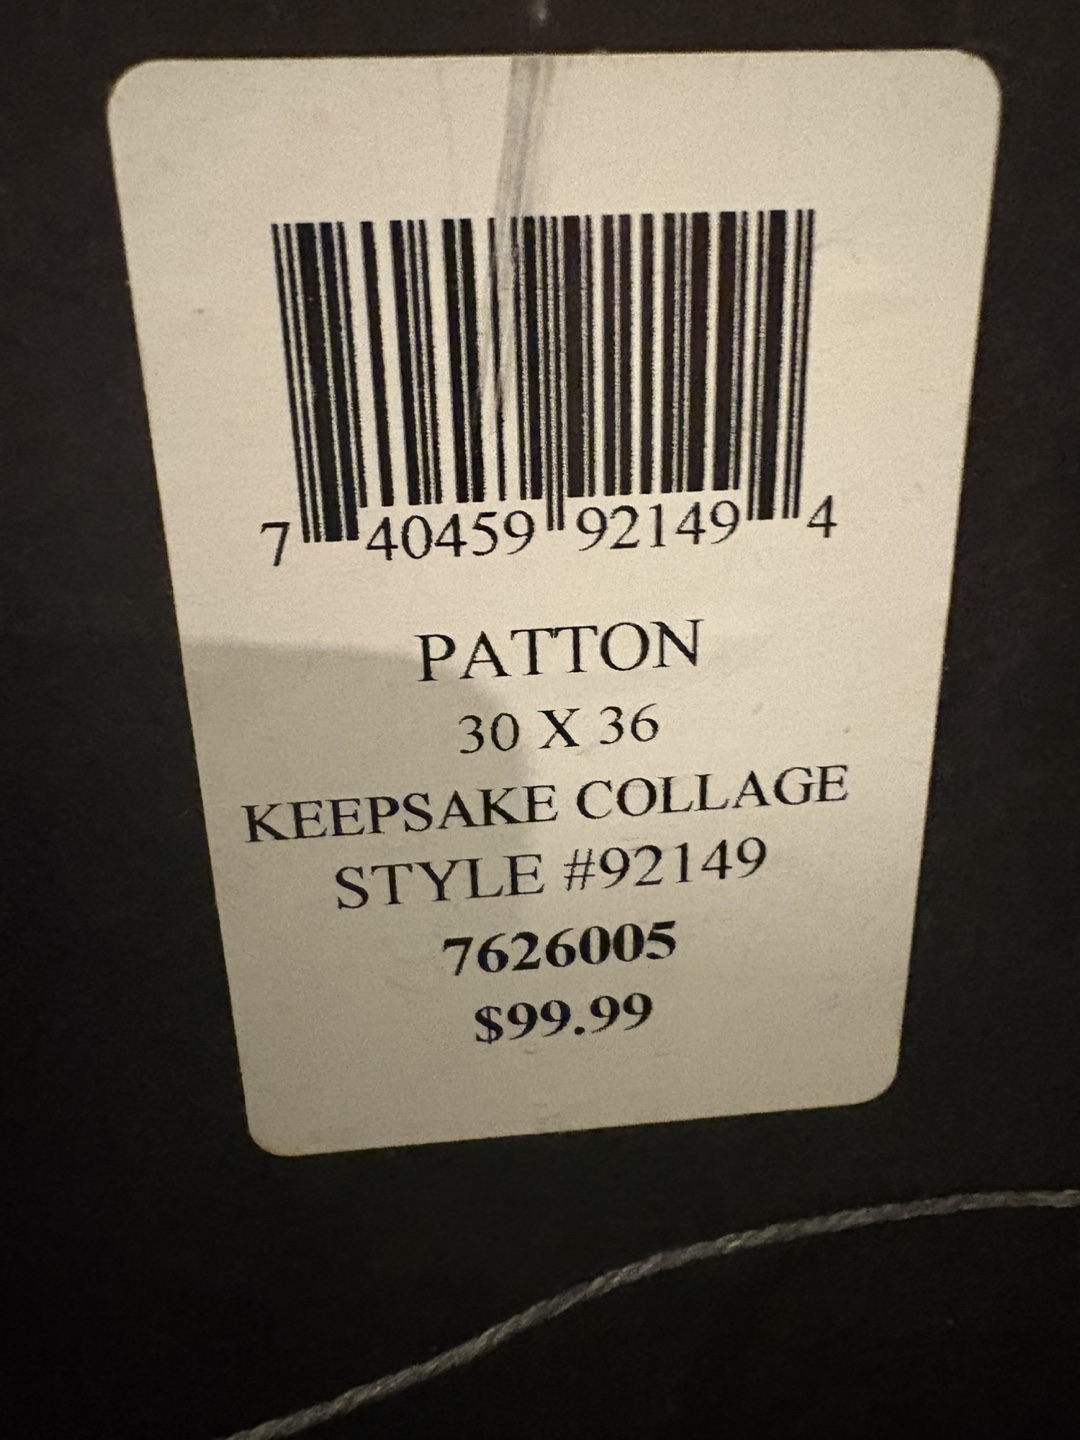 7 40459 92149 4
PATTON
30 X 36
KEEPSAKE COLLAGE
STYLE #92149
7626005
$99.99